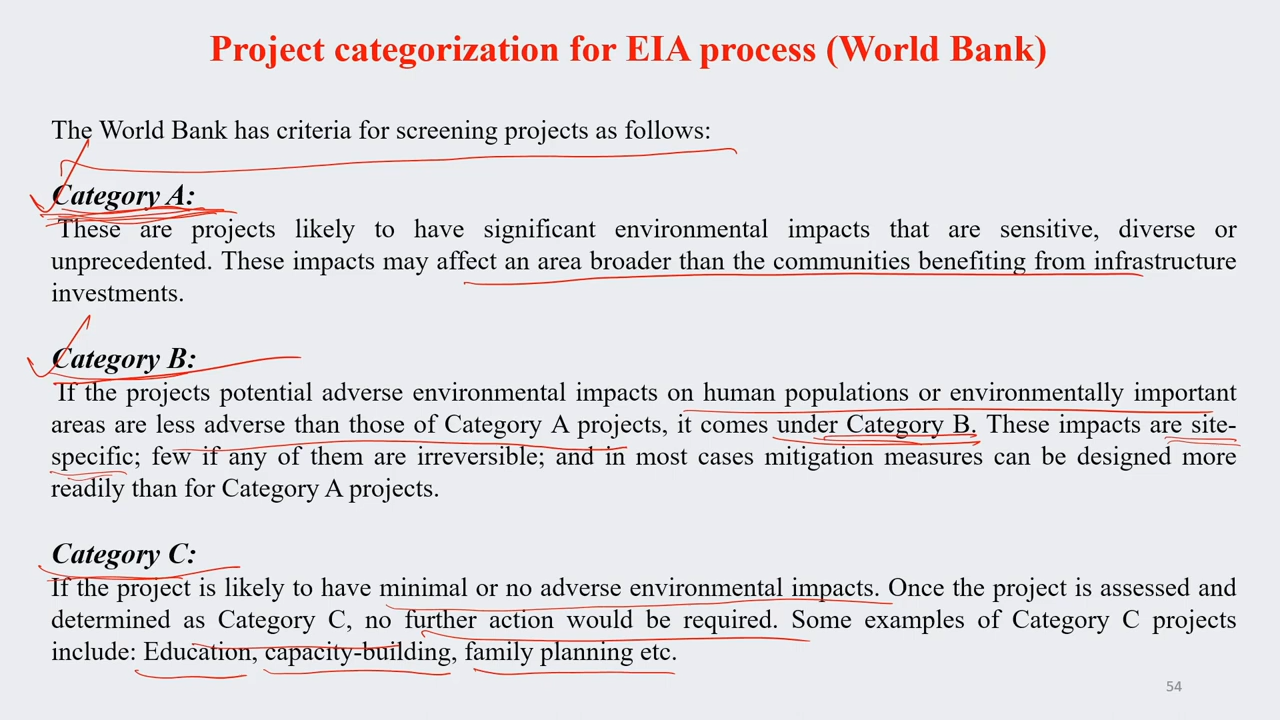 Project categorization for EIA process (World Bank)
The World Bank has criteria for screening projects as follows:
Category A:
These are projects likely to have significant environmental impacts that are sensitive, diverse or
unprecedented. These impacts may affect an area broader than the communities benefiting from infrastructure
investments.
Category B:
If the projects potential adverse environmental impacts on human populations or environmentally important
areas are less adverse than those of Category A projects, it comes under Category B. These impacts are site-
specific; few if any of them are irreversible; and in most cases mitigation measures can be designed more
readily than for Category A projects.
Category C:
If the project is likely to have minimal or no adverse environmental impacts. Once the project is assessed and
determined as Category C, no further action would be required. Some examples of Category C projects
include: Education, capacity-building, family planning etc.
54